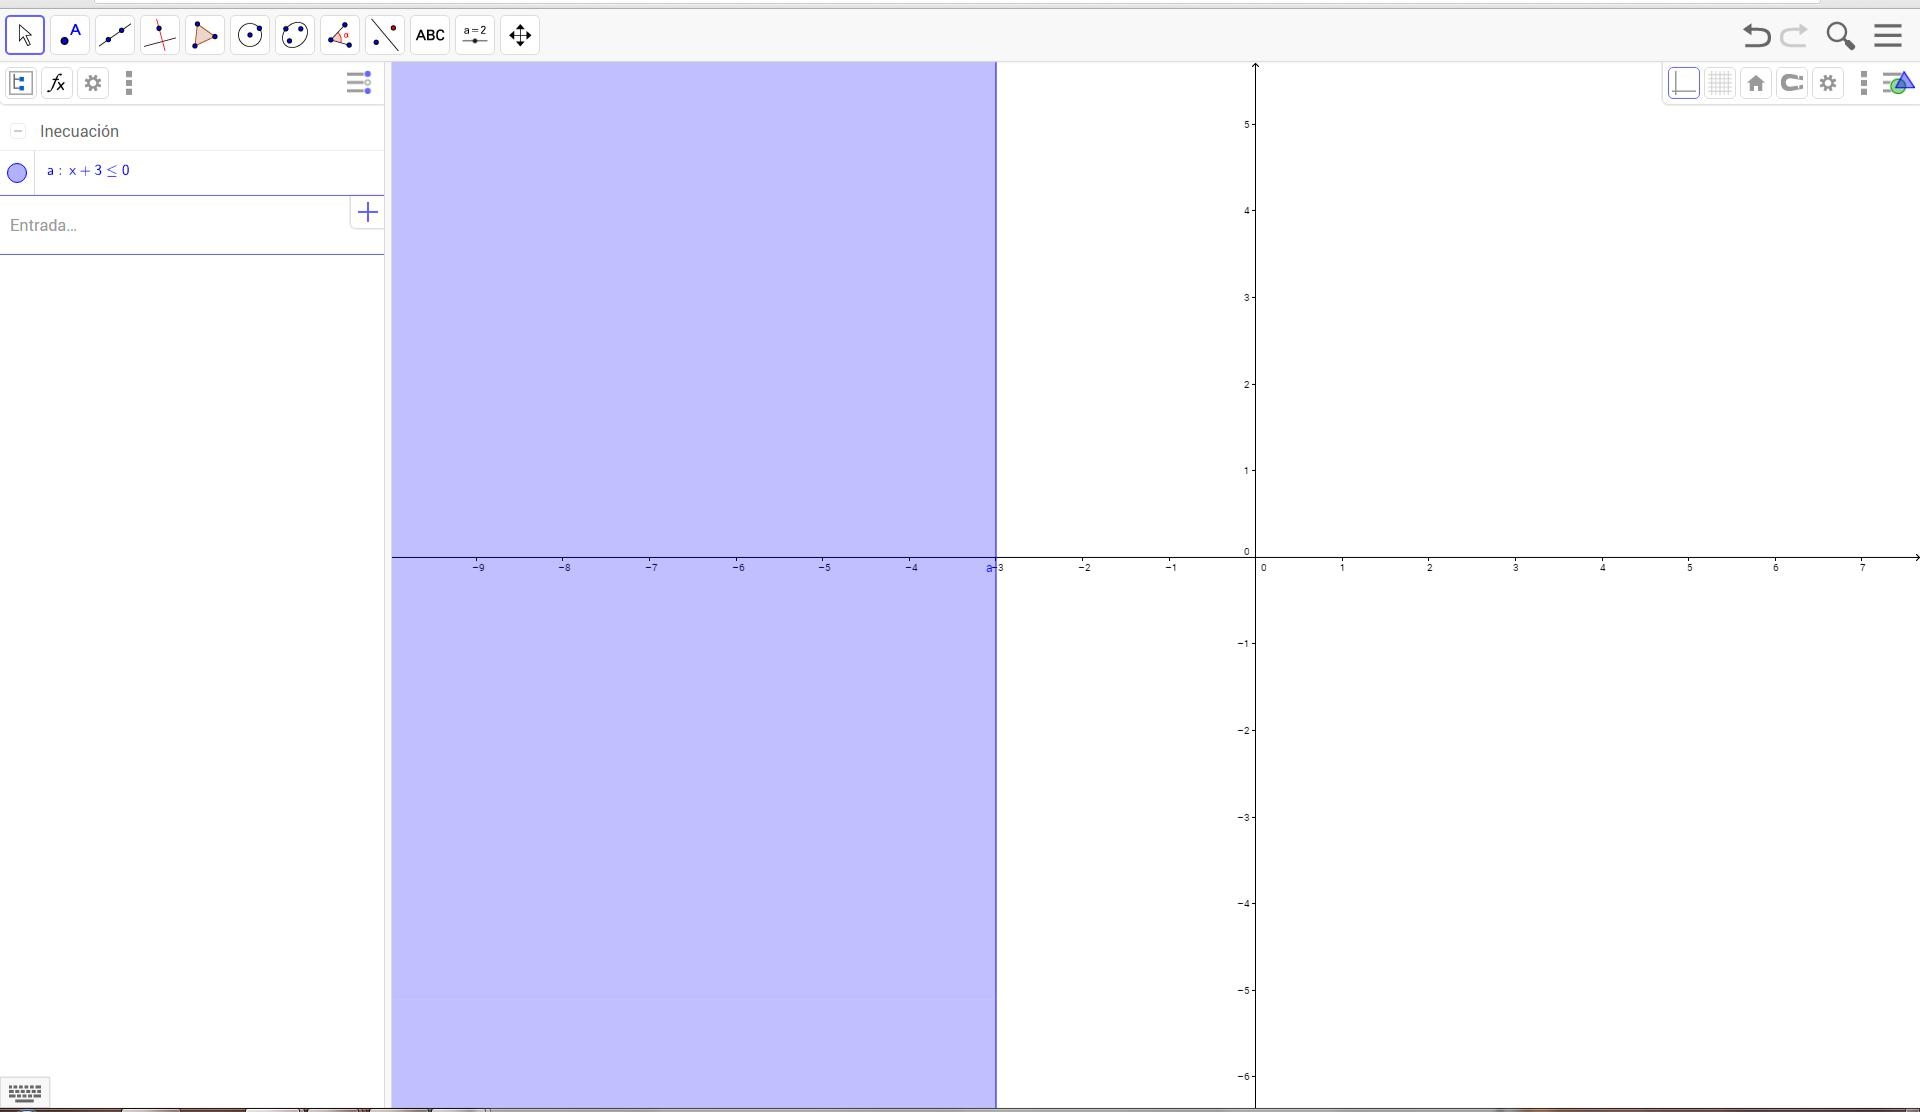 A
α
ABC
a=2
fx
Inecuación
a : x + 3 ≤ 0
Entrada...
5
4
3
2
1
0
−9 −8 −7 −6 −5 −4 a −3 −2 −1 0 1 2 3 4 5 6 7
−1
−2
−3
−4
−5
−6